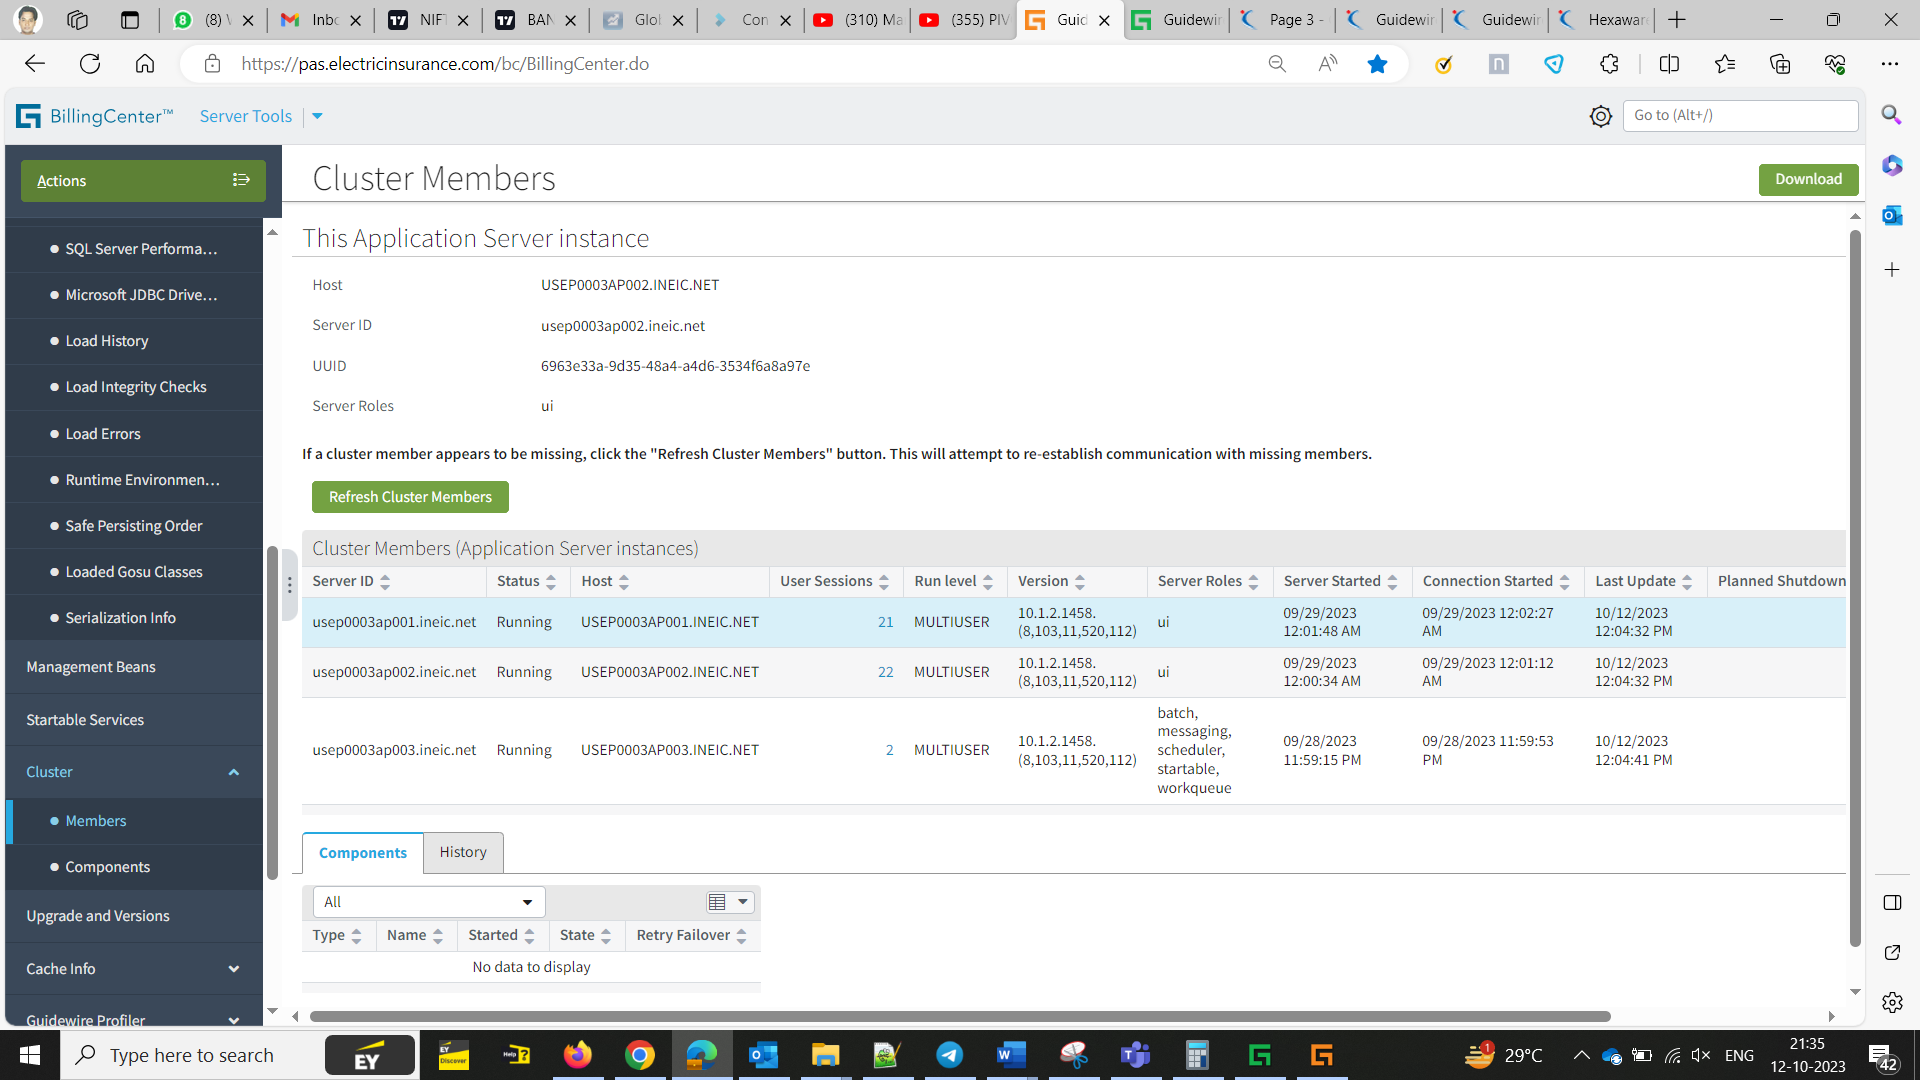 (8) W
Inbo
NIFT
BAN
Glob
Con
(310) Ma
(355) PIV
Guid
Guidewir
Page 3 -
Guidewir
Guidewir
Hexawar
https://pas.electricinsurance.com/bc/BillingCenter.do
BillingCenter™
Server Tools
Go to (Alt+/)
Actions
SQL Server Performa...
Microsoft JDBC Drive...
Load History
Load Integrity Checks
Load Errors
Runtime Environmen...
Safe Persisting Order
Loaded Gosu Classes
Serialization Info
Management Beans
Startable Services
Cluster
Members
Components
Upgrade and Versions
Cache Info
Guidewire Profiler
Cluster Members
Download
This Application Server instance
Host USEP0003AP002.INEIC.NET
Server ID usep0003ap002.ineic.net
UUID 6963e33a-9d35-48a4-a4d6-3534f6a8a97e
Server Roles ui
If a cluster member appears to be missing, click the "Refresh Cluster Members" button. This will attempt to re-establish communication with missing members.
Refresh Cluster Members
Cluster Members (Application Server instances)
Server ID Status Host User Sessions Run level Version Server Roles Server Started Connection Started Last Update Planned Shutdown
usep0003ap001.ineic.net Running USEP0003AP001.INEIC.NET 21 MULTIUSER 10.1.2.1458.(8,103,11,520,112) ui 09/29/2023 12:01:48 AM 09/29/2023 12:02:27 AM 10/12/2023 12:04:32 PM
usep0003ap002.ineic.net Running USEP0003AP002.INEIC.NET 22 MULTIUSER 10.1.2.1458.(8,103,11,520,112) ui 09/29/2023 12:00:34 AM 09/29/2023 12:01:12 AM 10/12/2023 12:04:32 PM
usep0003ap003.ineic.net Running USEP0003AP003.INEIC.NET 2 MULTIUSER 10.1.2.1458.(8,103,11,520,112) batch, messaging, scheduler, startable, workqueue 09/28/2023 11:59:15 PM 09/28/2023 11:59:53 PM 10/12/2023 12:04:41 PM
Components
History
All
Type Name Started State Retry Failover
No data to display
Type here to search
EY
EY Discover
Help?
1
29°C
ENG
21:35
12-10-2023
42